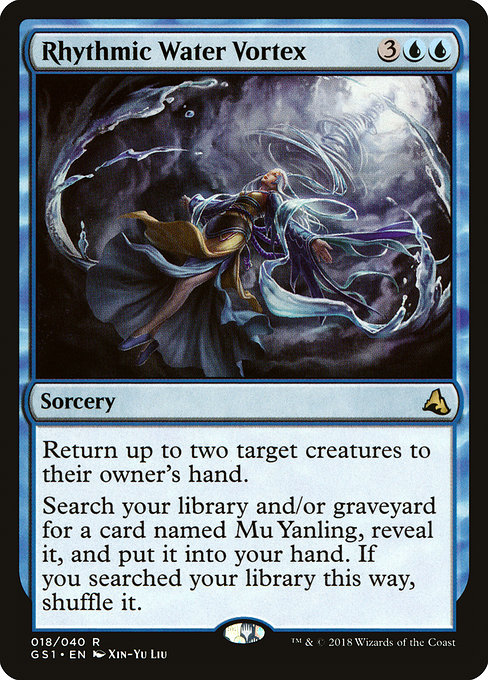 Rhythmic Water Vortex 3
Sorcery
Return up to two target creatures to
their owner's hand.
Search your library and/or graveyard
for a card named Mu Yanling, reveal
it, and put it into your hand. If
you searched your library this way,
shuffle it.
018/040 R
GS1 • EN Xin-Yu Liu
™ & © 2018 Wizards of the Coast